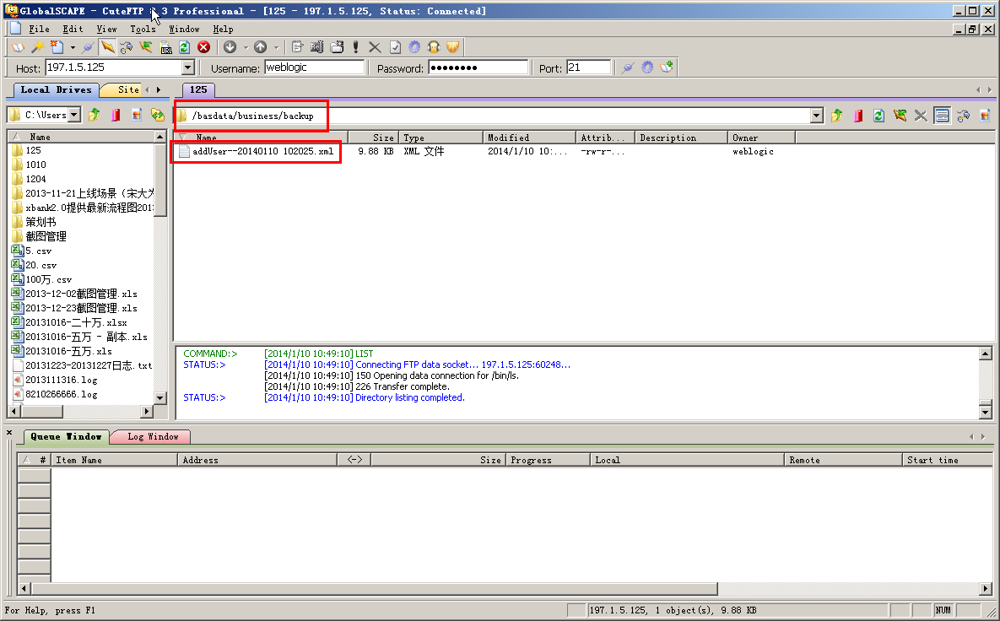 GlobalSCAPE - CuteFTP 3 Professional - [125 - 197.1.5.125, Status: Connected]
File Edit View Tools Window Help
URL
Host: 197.1.5.125 Username: weblogic Password: ●●●●●●●● Port: 21
Local Drives Site 125
C:\Users /basdata/business/backup
Name
125
1010
1204
2013-11-21上线场景（宋大为
xbank2.0提供最新流程图201
策划书
截图管理
5.csv
20.csv
100万.csv
2013-12-02截图管理.xls
2013-12-23截图管理.xls
20131016-二十万.xlsx
20131016-五万 - 副本.xls
20131016-五万.xls
20131223-20131227日志.txt
2013111316.log
8210266666.log
Name Size Type Modified Attrib... Description Owner
addUser--20140110 102025.xml 9.88 KB XML 文件 2014/1/10 10:... -rw-r-... weblogic
COMMAND:> [2014/1/10 10:49:10] LIST
STATUS:> [2014/1/10 10:49:10] Connecting FTP data socket... 197.1.5.125:60248...
[2014/1/10 10:49:10] 150 Opening data connection for /bin/ls.
[2014/1/10 10:49:10] 226 Transfer complete.
STATUS:> [2014/1/10 10:49:10] Directory listing completed.
Queue Window Log Window
# Item Name Address <-> Size Progress Local Remote Start time
For Help, press F1 197.1.5.125, 1 object(s), 9.88 KB NUM